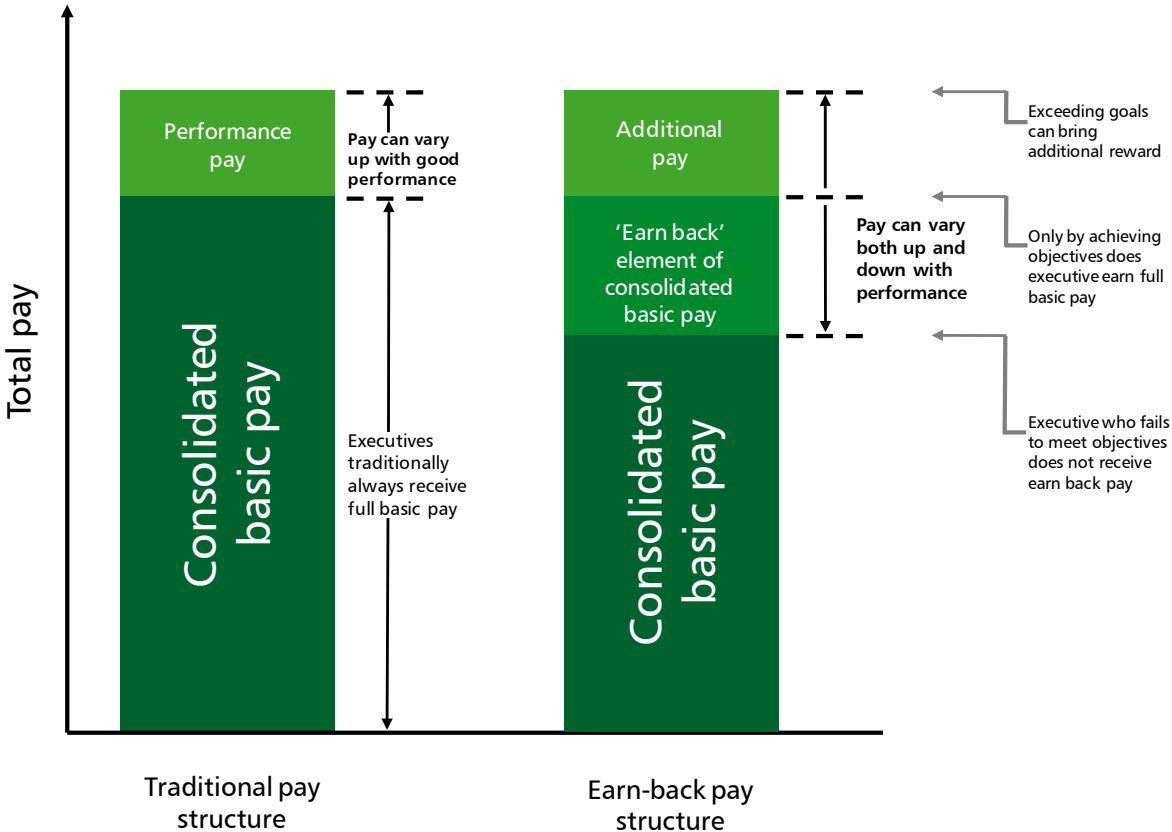 Total pay
Performance
pay
Pay can vary
up with good
performance
Consolidated
basic pay
Executives
traditionally
always receive
full basic pay
Traditional pay
structure
Additional
pay
‘Earn back’
element of
consolidated
basic pay
Consolidated
basic pay
Pay can vary
both up and
down with
performance
Earn-back pay
structure
Exceeding goals
can bring
additional reward
Only by achieving
objectives does
executive earn full
basic pay
Executive who fails
to meet objectives
does not receive
earn back pay